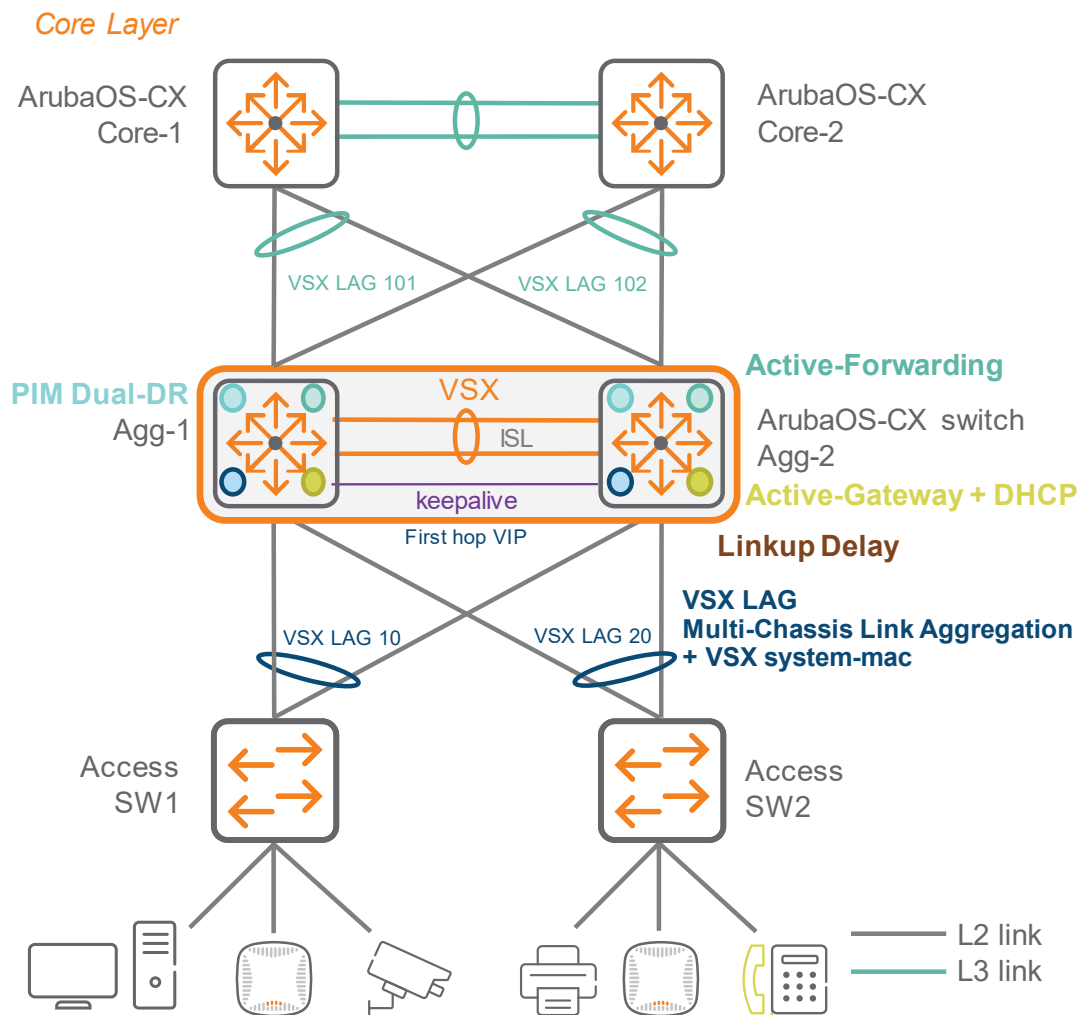 Core Layer
ArubaOS-CX
Core-1
ArubaOS-CX
Core-2
VSX LAG 101
VSX LAG 102
PIM Dual-DR
Agg-1
VSX
ISL
keepalive
First hop VIP
Active-Forwarding
ArubaOS-CX switch
Agg-2
Active-Gateway + DHCP
Linkup Delay
VSX LAG
Multi-Chassis Link Aggregation
+ VSX system-mac
VSX LAG 10
VSX LAG 20
Access
SW1
Access
SW2
L2 link
L3 link